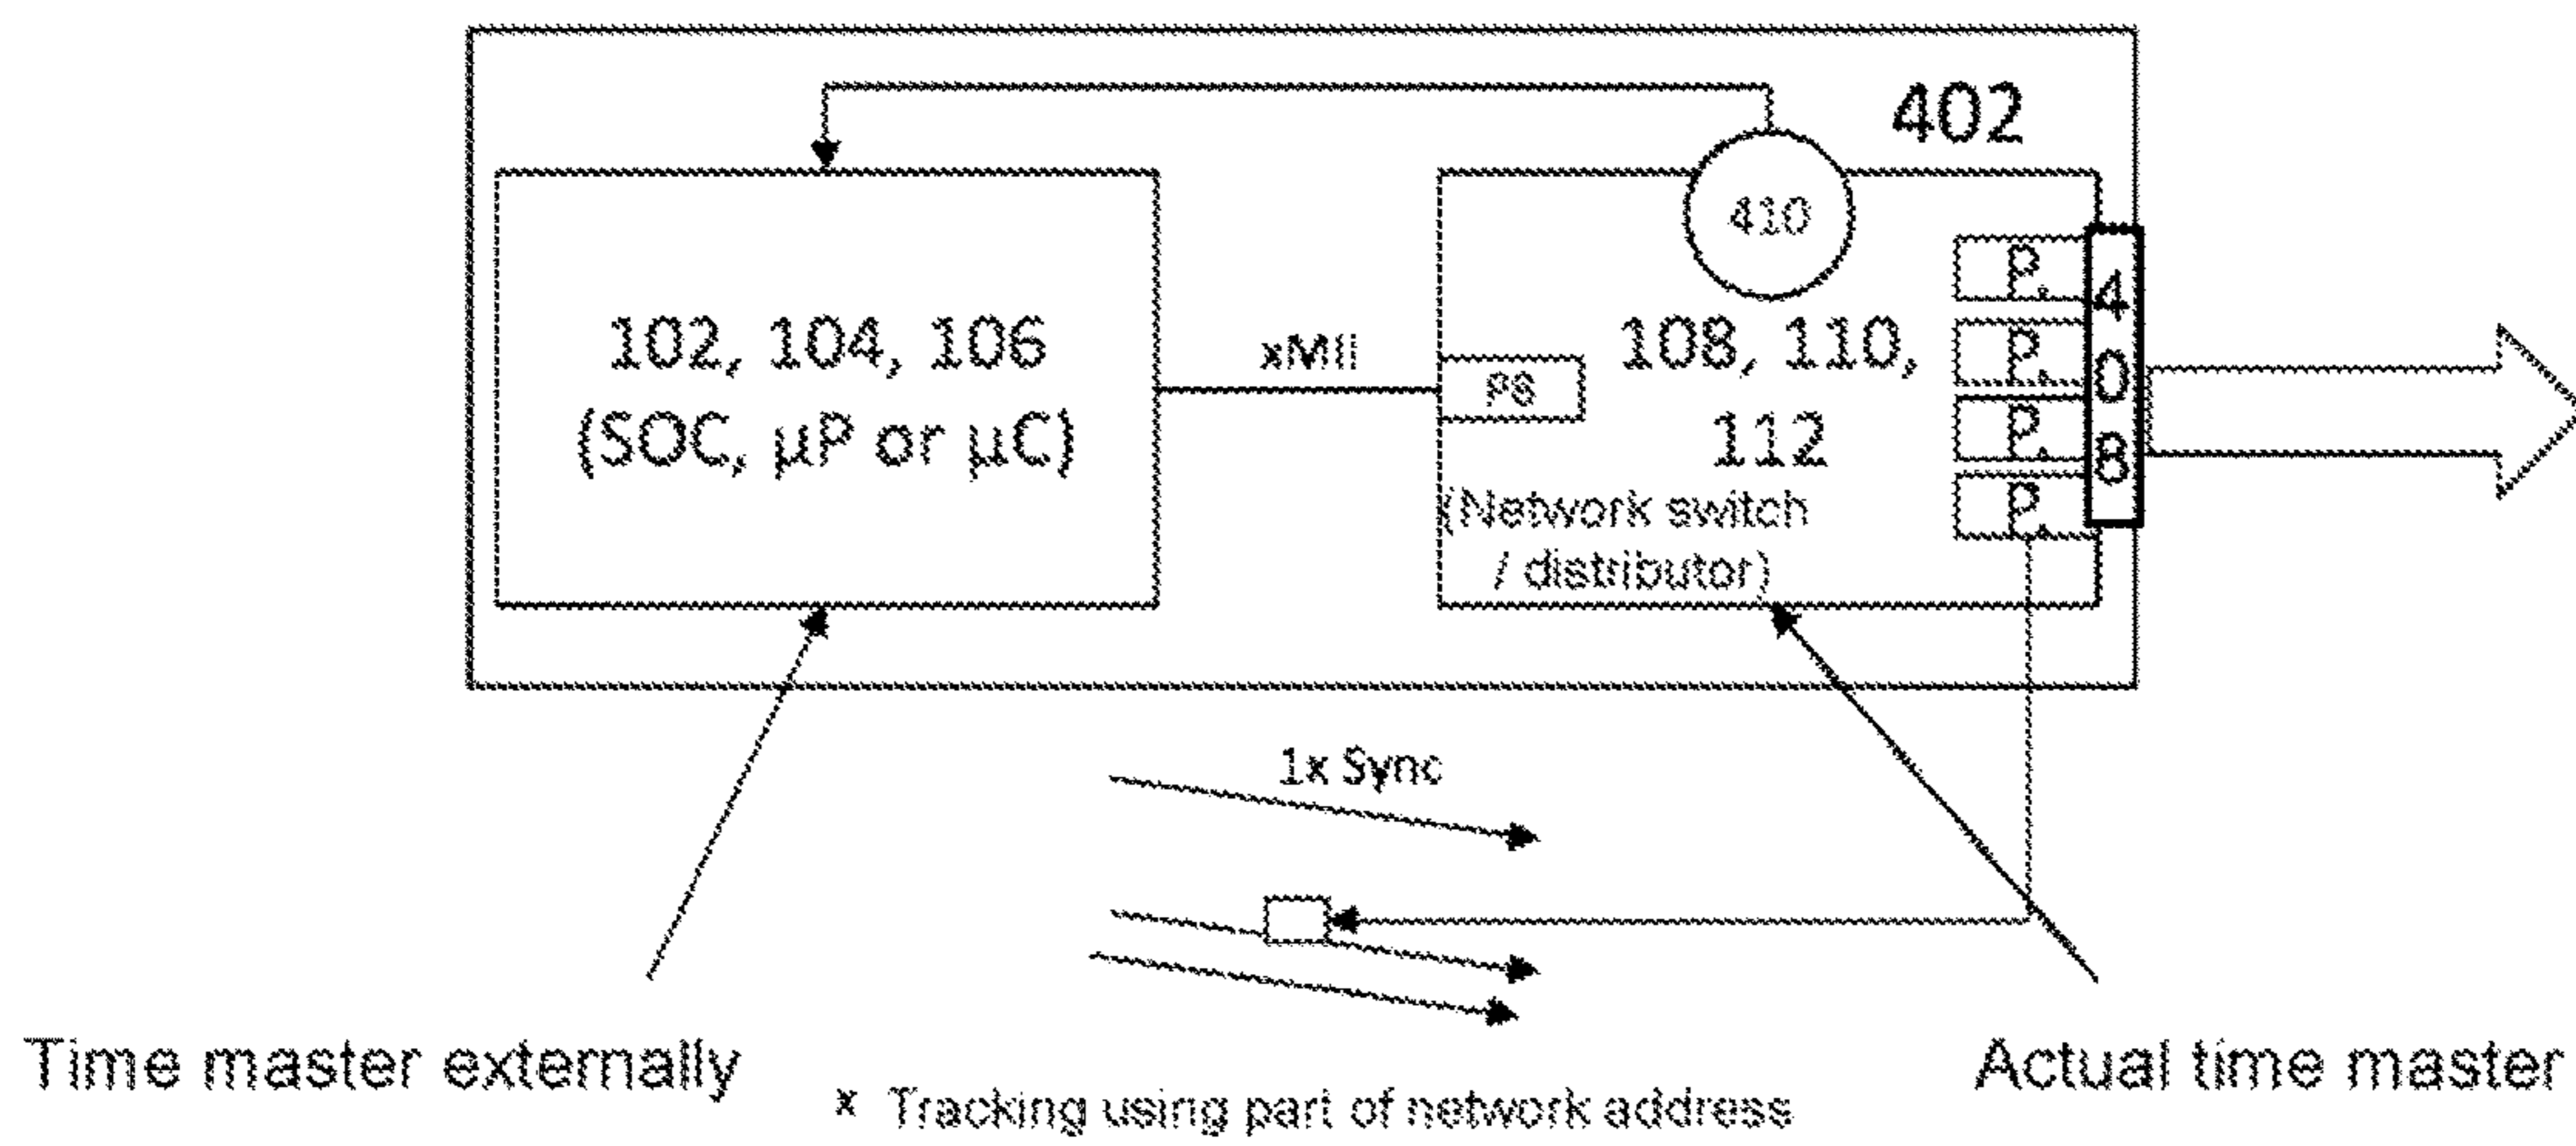 402
410
102, 104, 106
(SOC, µP or µC)
xMII
P8
108, 110,
112
(Network switch
/ distributor)
P.
P.
P.
P.
4
0
8
1x Sync
Time master externally
Actual time master
x Tracking using part of network address